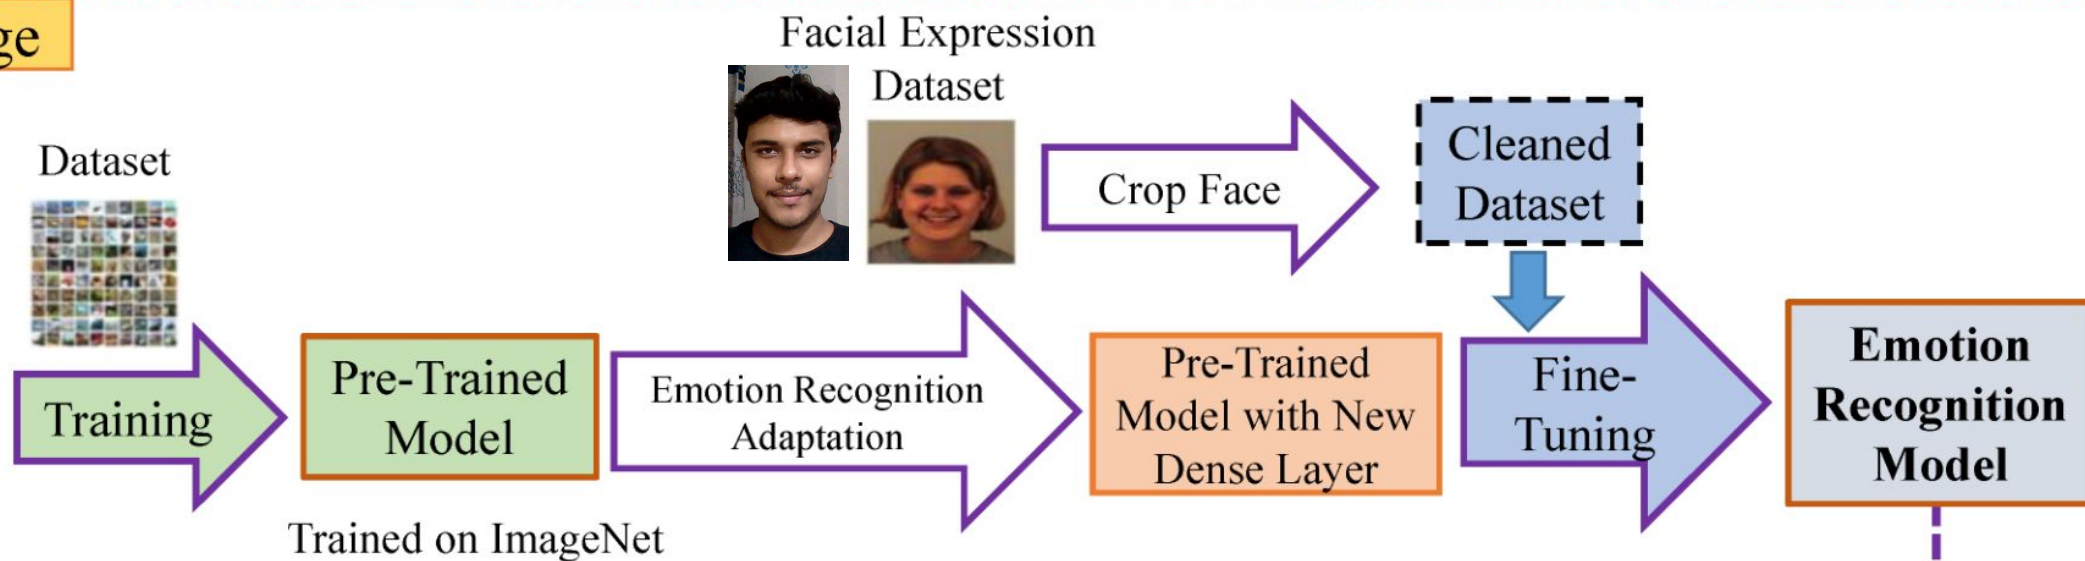 ge
Facial Expression
Dataset
Dataset
Crop Face
Cleaned
Dataset
Training
Pre-Trained
Model
Trained on ImageNet
Emotion Recognition
Adaptation
Pre-Trained
Model with New
Dense Layer
Fine-
Tuning
Emotion
Recognition
Model